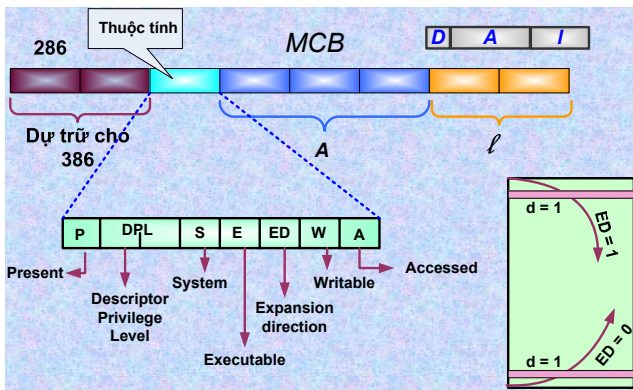 286
Thuộc tính
MCB
D A I
Dự trữ cho
386
A
ℓ
P DPL S E ED W A
Present
Descriptor
Privilege
Level
System
Executable
Expansion
direction
Writable
Accessed
d = 1
ED = 1
ED = 0
d = 1